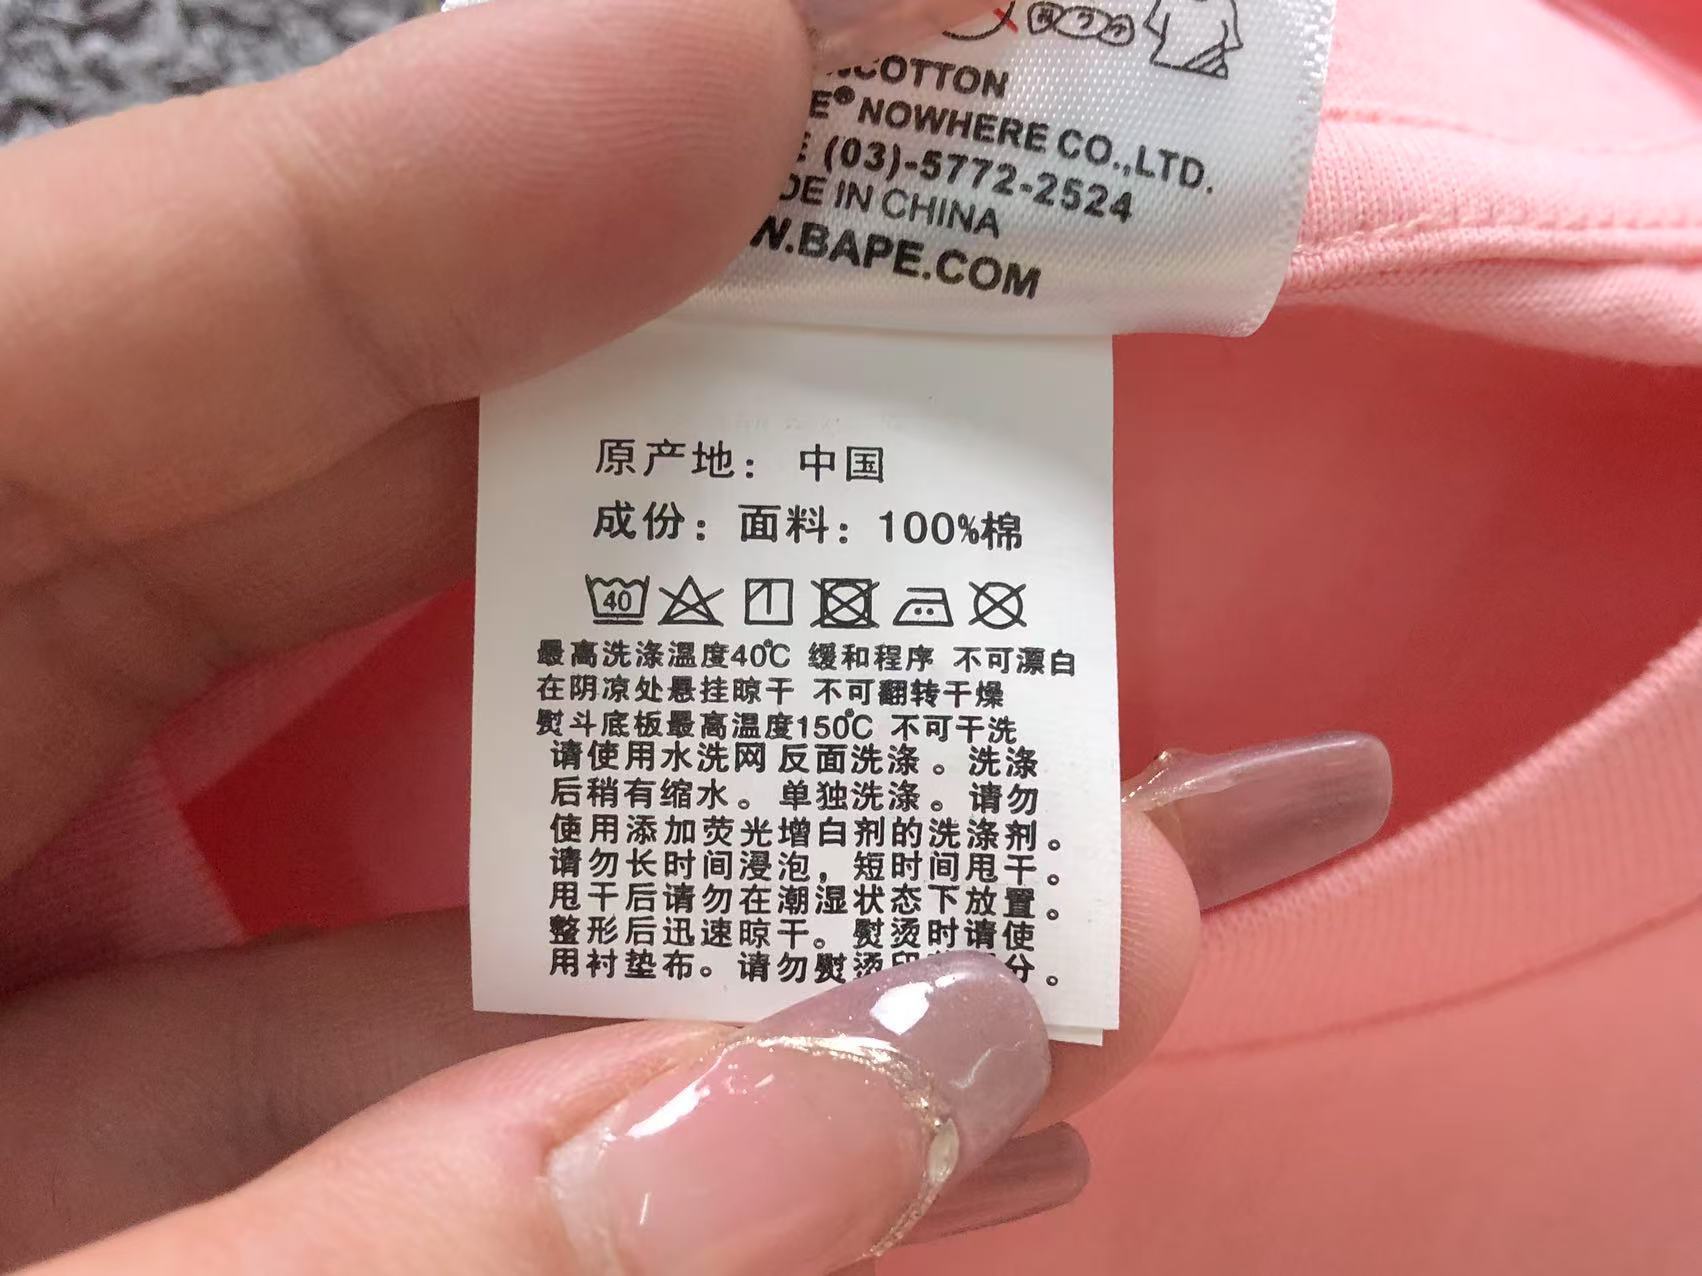 COTTON
NOWHERE CO.,LTD.
(03)-5772-2524
IN CHINA
W.BAPE.COM
原产地：中国
成份：面料：100%棉
40
最高洗涤温度40℃ 缓和程序 不可漂白
在阴凉处悬挂晾干 不可翻转干燥
熨斗底板最高温度150℃ 不可干洗
请使用水洗网反面洗涤。洗涤
后稍有缩水。单独洗涤。请勿
使用添加荧光增白剂的洗涤剂。
请勿长时间浸泡，短时间甩干。
甩干后请勿在潮湿状态下放置。
整形后迅速晾干。熨烫时请使
用衬垫布。请勿熨烫印 分。